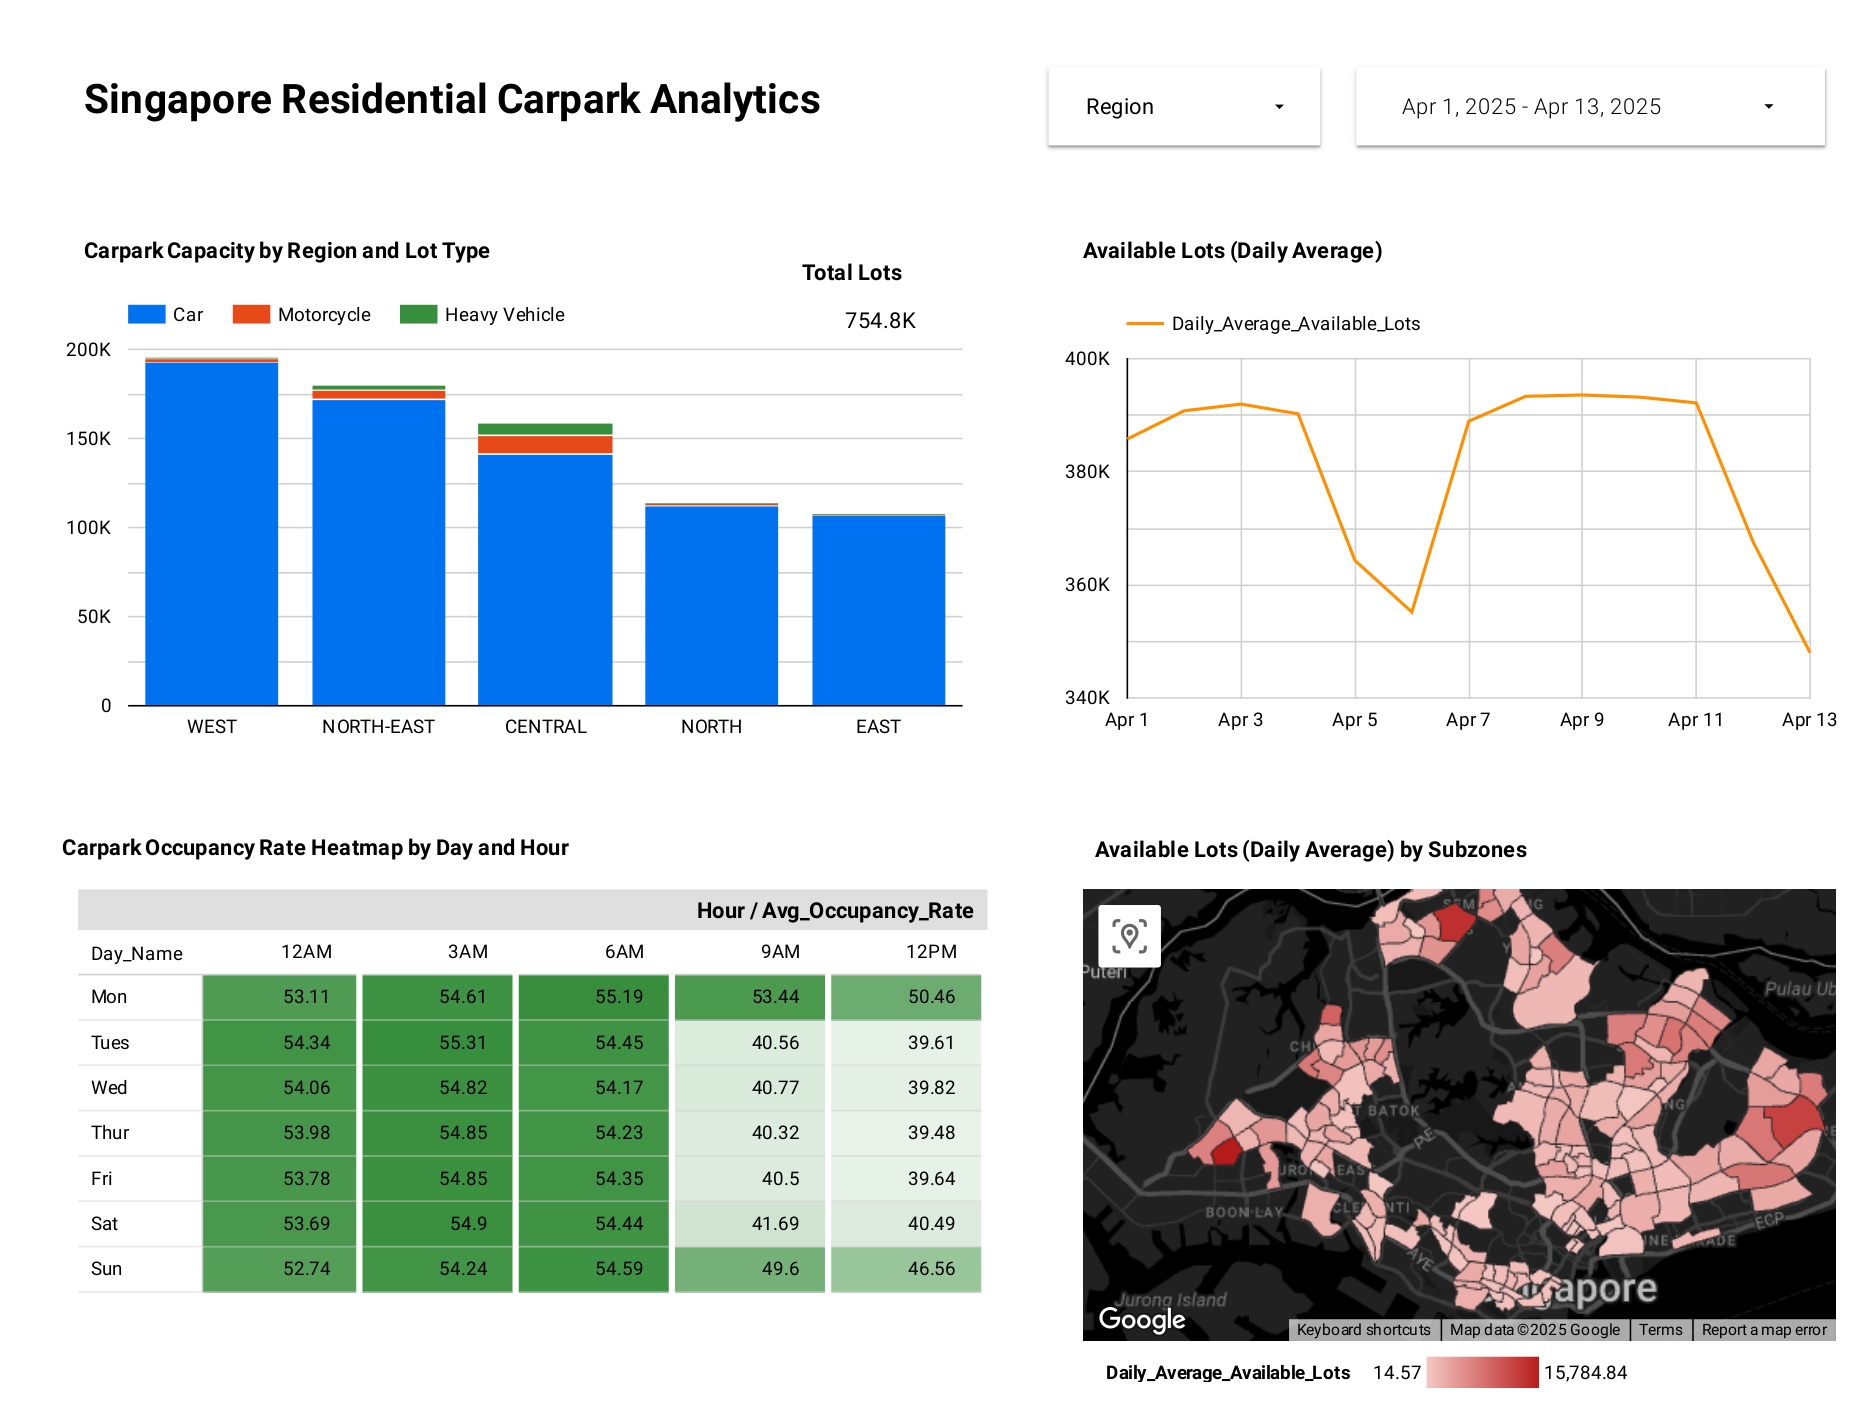 Singapore Residential Carpark Analytics
Region
Apr 1, 2025 - Apr 13, 2025
Carpark Capacity by Region and Lot Type
Total Lots
754.8K
Car
Motorcycle
Heavy Vehicle
200K
150K
100K
50K
0
WEST
NORTH-EAST
CENTRAL
NORTH
EAST
Available Lots (Daily Average)
Daily_Average_Available_Lots
400K
380K
360K
340K
Apr 1
Apr 3
Apr 5
Apr 7
Apr 9
Apr 11
Apr 13
Carpark Occupancy Rate Heatmap by Day and Hour
Hour / Avg_Occupancy_Rate
Day_Name 12AM 3AM 6AM 9AM 12PM
Mon 53.11 54.61 55.19 53.44 50.46
Tues 54.34 55.31 54.45 40.56 39.61
Wed 54.06 54.82 54.17 40.77 39.82
Thur 53.98 54.85 54.23 40.32 39.48
Fri 53.78 54.85 54.35 40.5 39.64
Sat 53.69 54.9 54.44 41.69 40.49
Sun 52.74 54.24 54.59 49.6 46.56
Available Lots (Daily Average) by Subzones
Puteri
Pulau Ub
T BATOK
PIE
BOON LAY
AYE
ECP
Jurong Island
Google
Keyboard shortcuts
Map data ©2025 Google
Terms
Report a map error
Daily_Average_Available_Lots 14.57 15,784.84